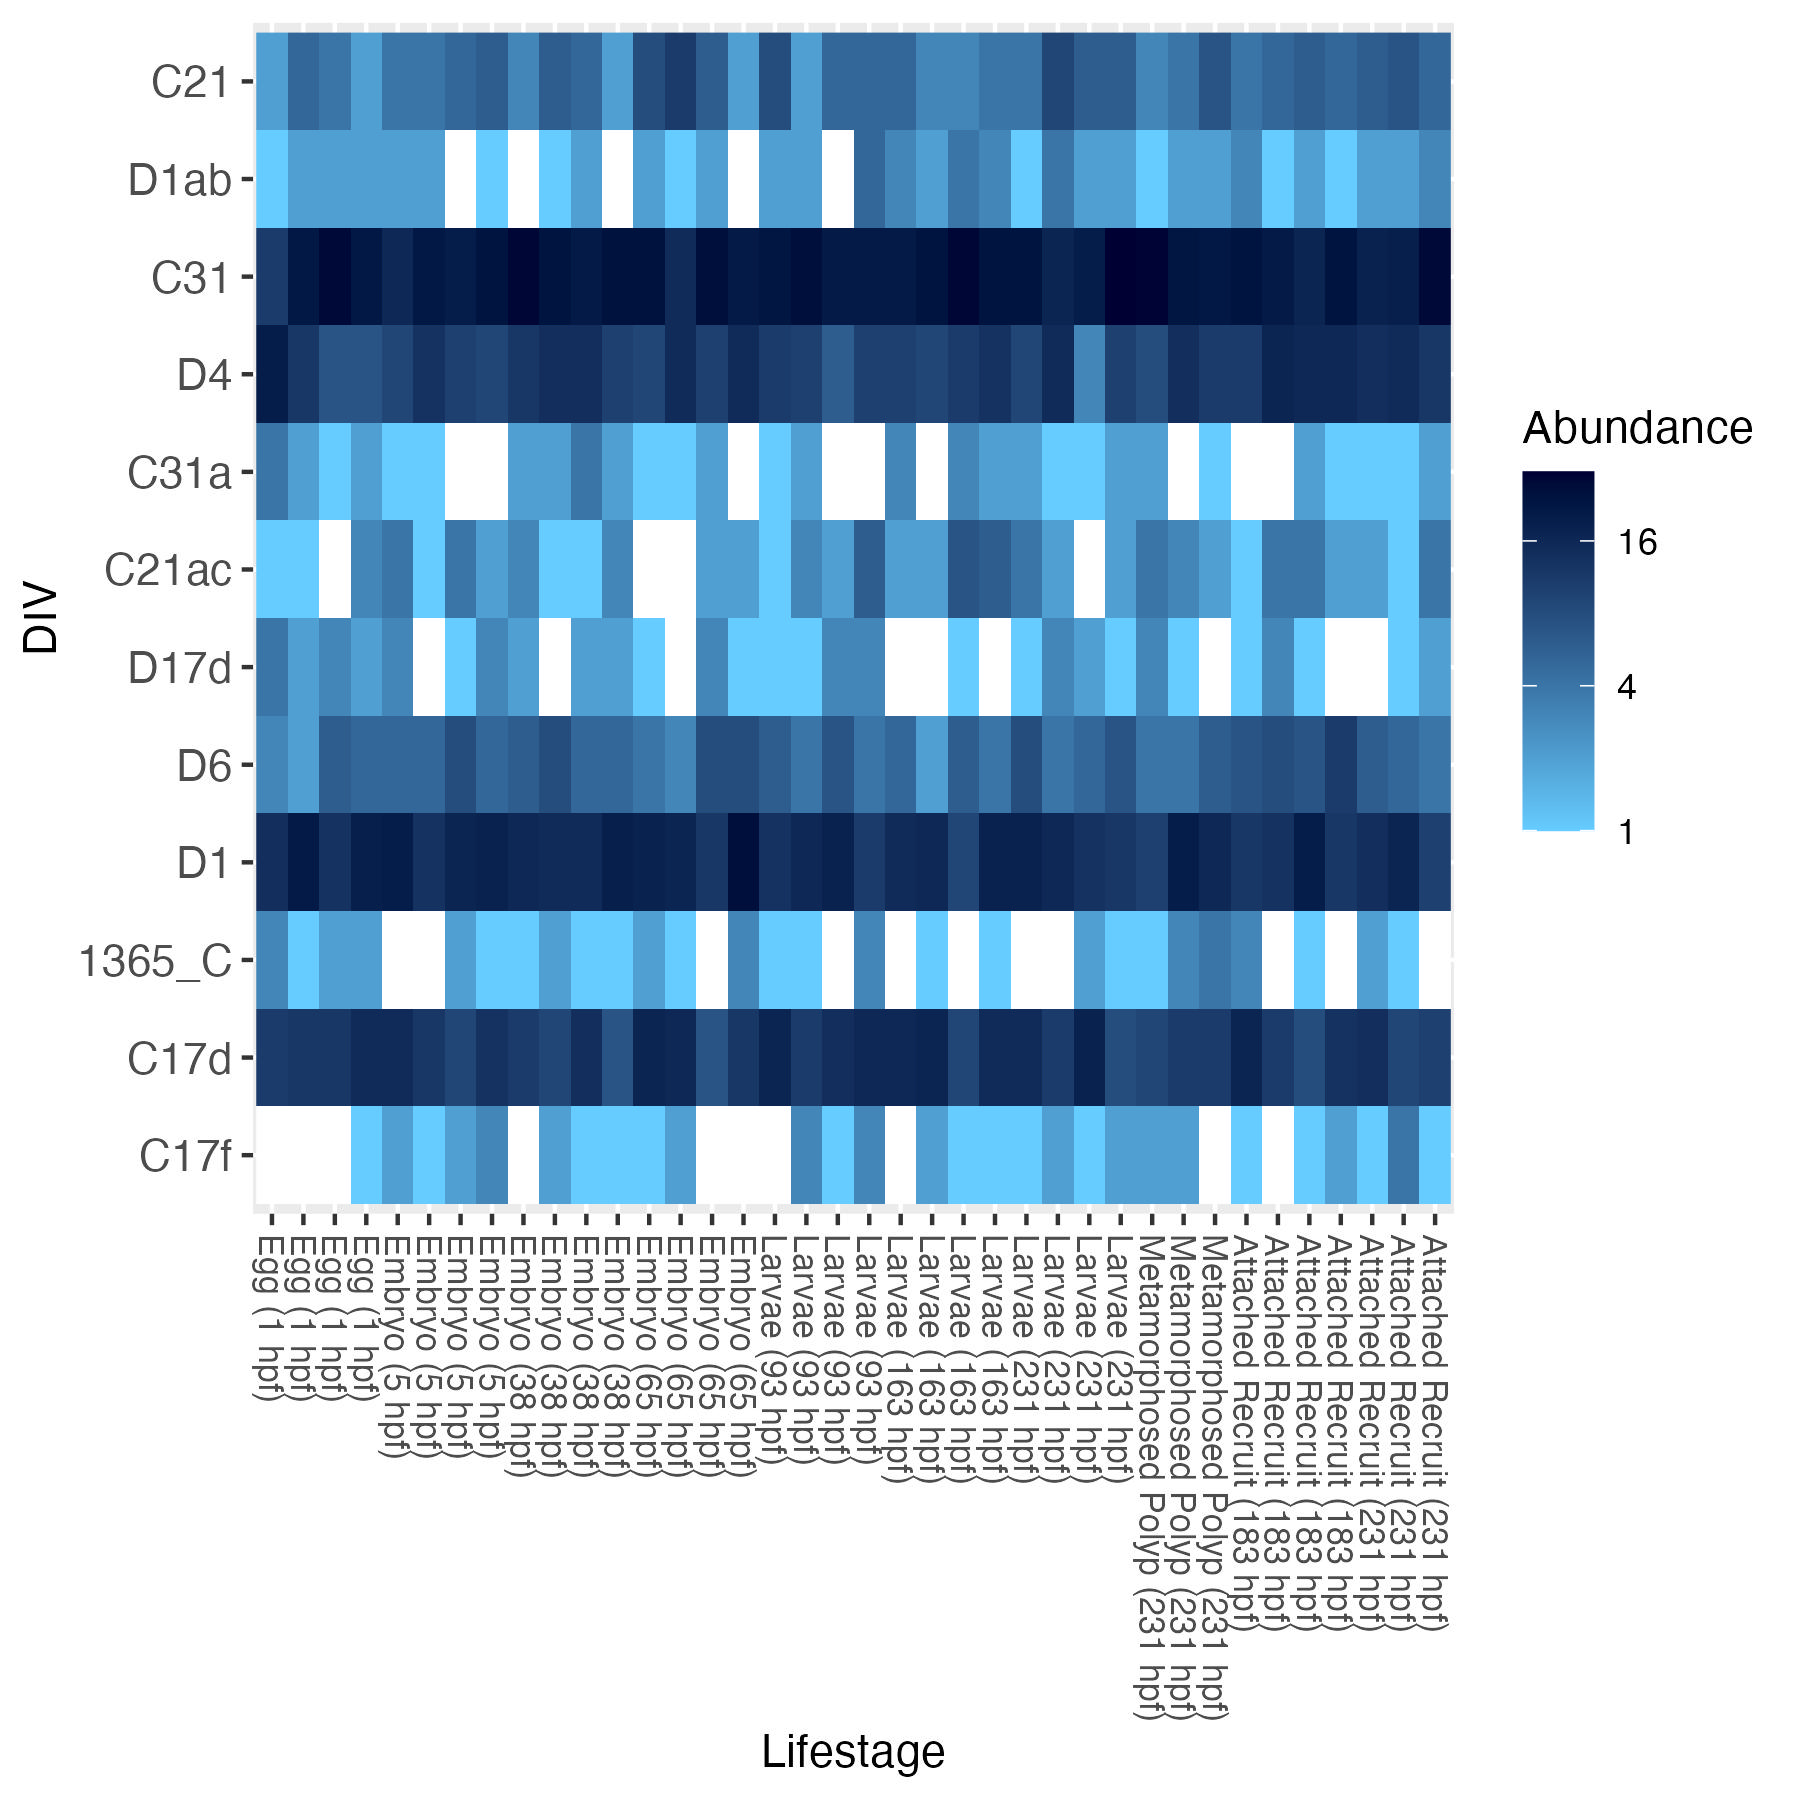 C21
D1ab
C31
D4
C31a
C21ac
D17d
D6
D1
1365_C
C17d
C17f
DIV
Abundance
16
4
1
Egg (1 hpf)
Egg (1 hpf)
Egg (1 hpf)
Egg (1 hpf)
Embryo (5 hpf)
Embryo (5 hpf)
Embryo (5 hpf)
Embryo (5 hpf)
Embryo (38 hpf)
Embryo (38 hpf)
Embryo (38 hpf)
Embryo (38 hpf)
Embryo (65 hpf)
Embryo (65 hpf)
Embryo (65 hpf)
Embryo (65 hpf)
Larvae (93 hpf)
Larvae (93 hpf)
Larvae (93 hpf)
Larvae (93 hpf)
Larvae (163 hpf)
Larvae (163 hpf)
Larvae (163 hpf)
Larvae (163 hpf)
Larvae (231 hpf)
Larvae (231 hpf)
Larvae (231 hpf)
Larvae (231 hpf)
Metamorphosed Polyp (231 hpf)
Metamorphosed Polyp (231 hpf)
Metamorphosed Polyp (231 hpf)
Attached Recruit (183 hpf)
Attached Recruit (183 hpf)
Attached Recruit (183 hpf)
Attached Recruit (183 hpf)
Attached Recruit (231 hpf)
Attached Recruit (231 hpf)
Attached Recruit (231 hpf)
Lifestage